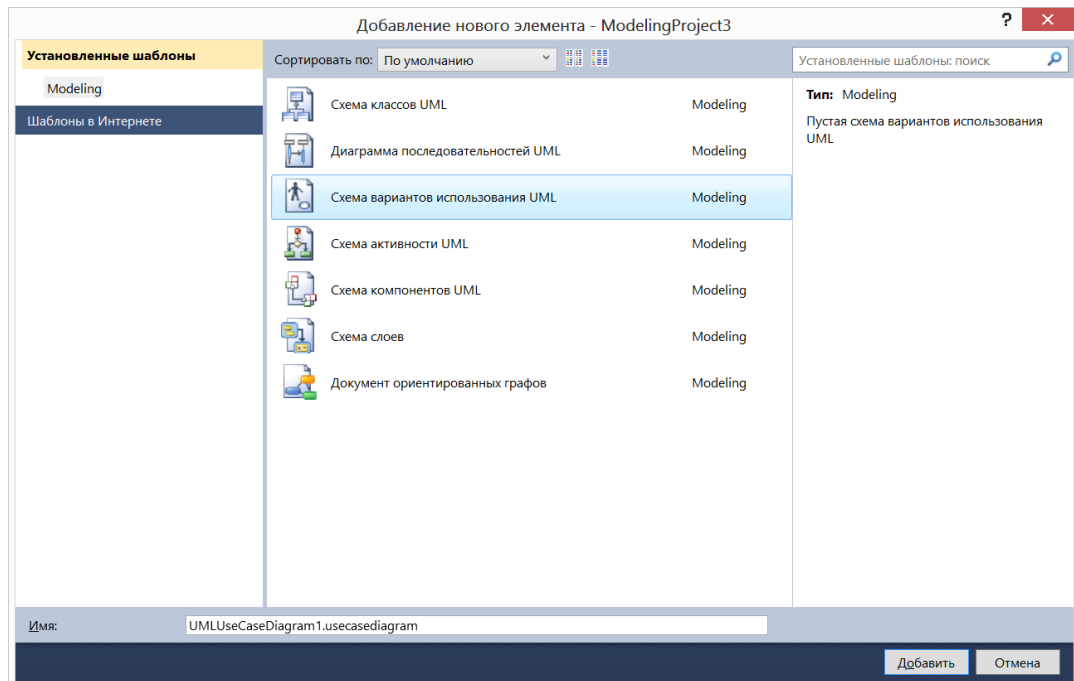 Добавление нового элемента - ModelingProject3
? ×
Установленные шаблоны
Modeling
Шаблоны в Интернете
Сортировать по: По умолчанию
Схема классов UML Modeling
Диаграмма последовательностей UML Modeling
Схема вариантов использования UML Modeling
Схема активности UML Modeling
Схема компонентов UML Modeling
Схема слоев Modeling
Документ ориентированных графов Modeling
Установленные шаблоны: поиск
Тип: Modeling
Пустая схема вариантов использования
UML
Имя: UMLUseCaseDiagram1.usecasediagram
Добавить Отмена